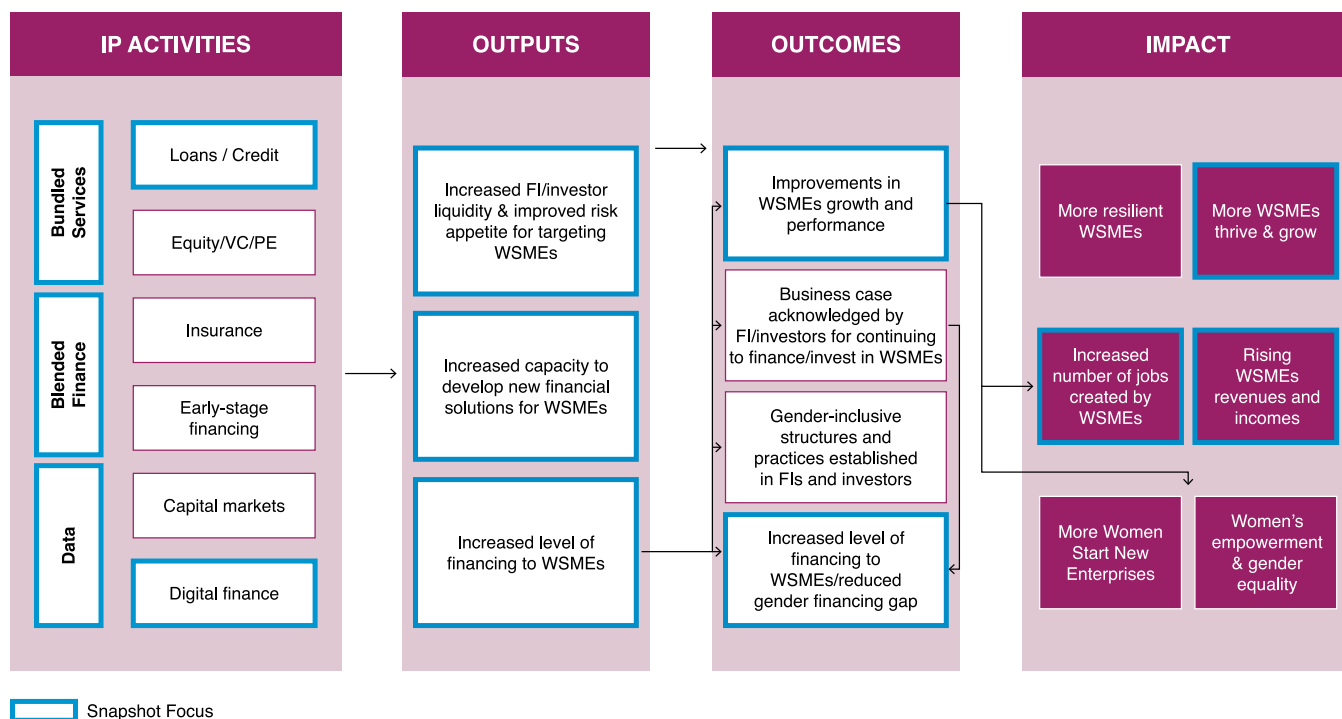 IP ACTIVITIES
Bundled
Services
Blended
Finance
Data
Loans / Credit
Equity/VC/PE
Insurance
Early-stage
financing
Capital markets
Digital finance
OUTPUTS
Increased FI/investor
liquidity & improved risk
appetite for targeting
WSMEs
Increased capacity to
develop new financial
solutions for WSMEs
Increased level of
financing to WSMEs
OUTCOMES
Improvements in
WSMEs growth and
performance
Business case
acknowledged by
FI/investors for continuing
to finance/invest in WSMEs
Gender-inclusive
structures and
practices established
in FIs and investors
Increased level of
financing to
WSMEs/reduced
gender financing gap
IMPACT
More resilient
WSMEs
More WSMEs
thrive & grow
Increased
number of jobs
created by
WSMEs
Rising
WSMEs
revenues and
incomes
More Women
Start New
Enterprises
Women’s
empowerment
& gender
equality
Snapshot Focus